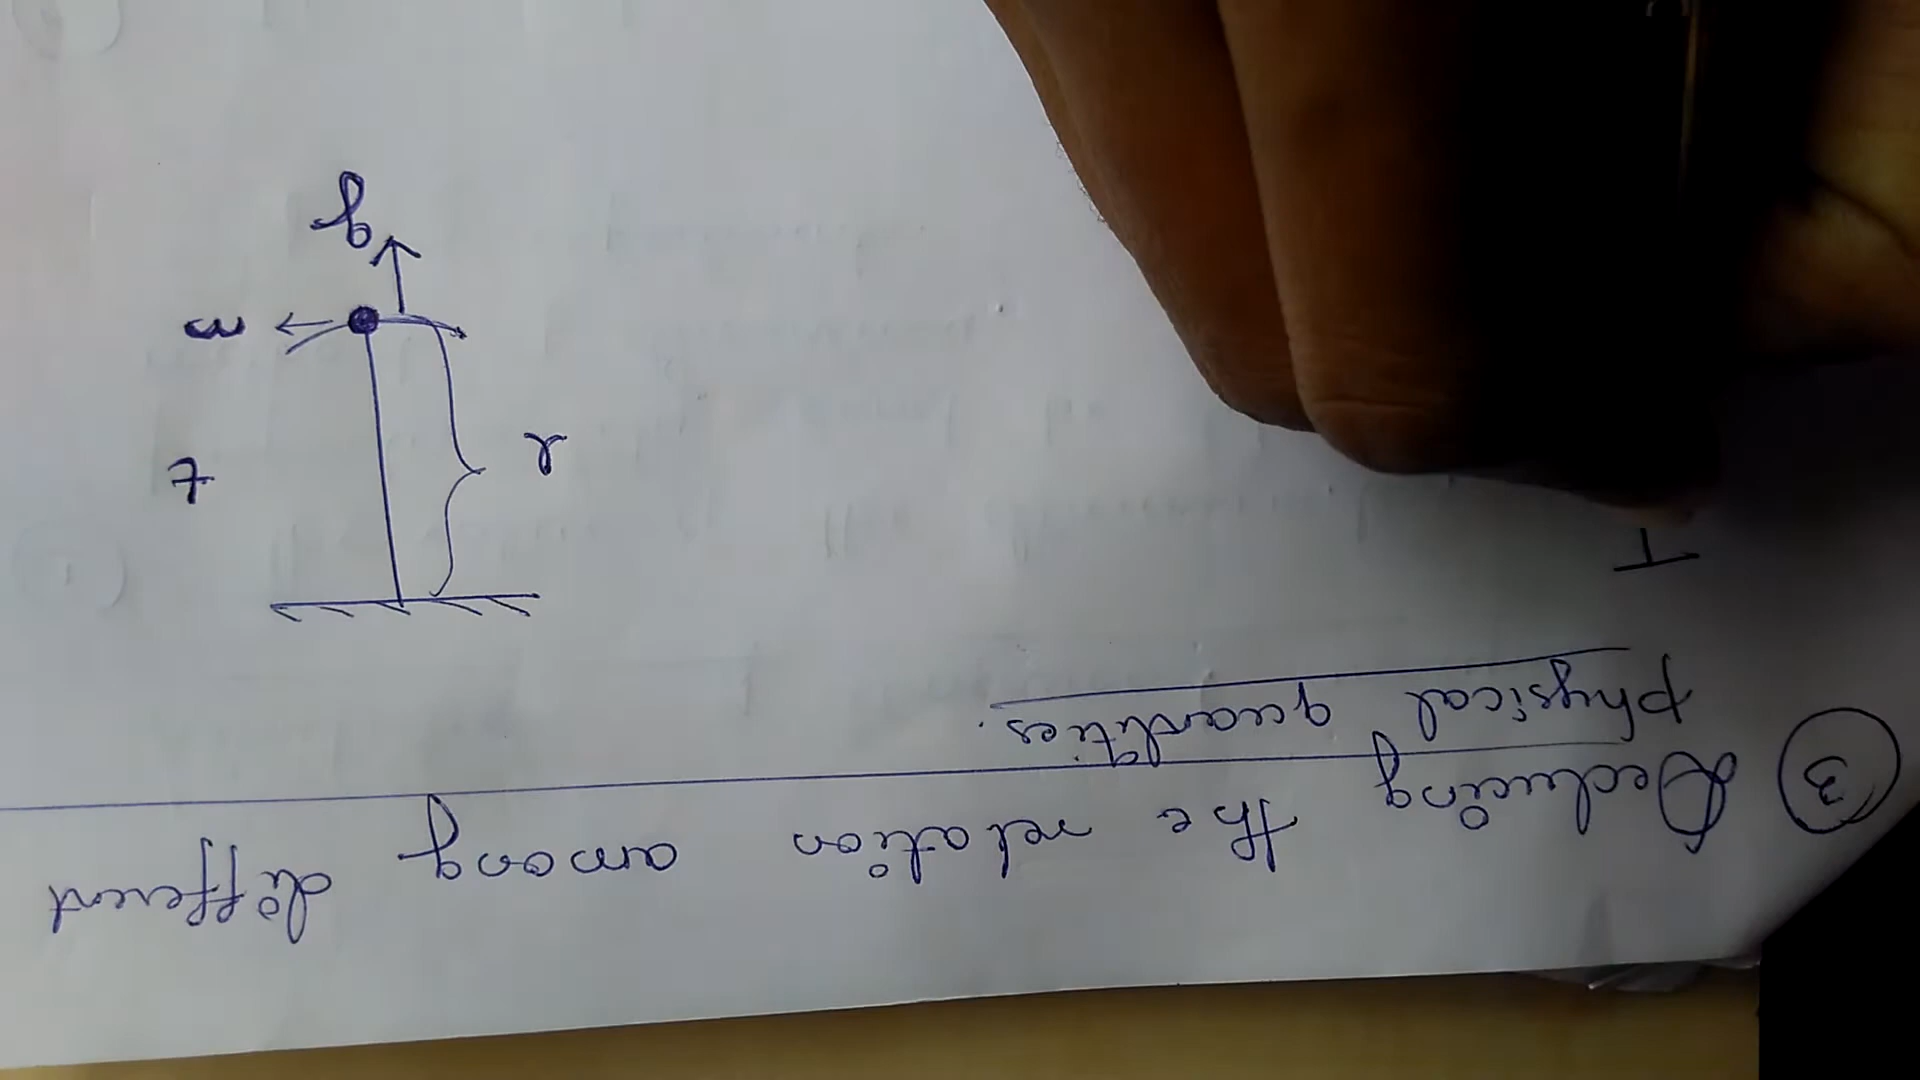 ③ Deducing the relation among different
physical quantities.
T
l
t
m
g